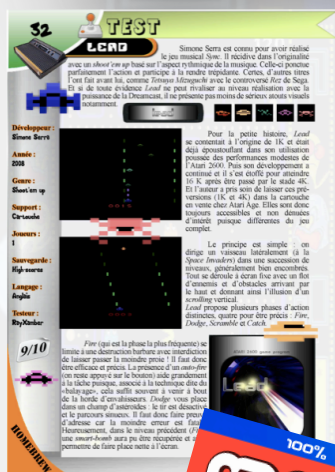 32
TEST
LEAD
Simone Serra est connu pour avoir réalisé
le jeu musical Sync. Il récidive dans l'originalité
avec un shoot'em up basé sur l'aspect rythmique de la musique. Celle-ci ponctue
parfaitement l'action et participe à la rendre trépidante. Certes, d'autres titres
l'ont fait avant lui, comme Tetsuya Mizuguchi avec le controversé Rez de Sega.
Et si de toute évidence Lead ne peut rivaliser au niveau réalisation avec la
puissance de la Dreamcast, il ne présente pas moins de sérieux atouts visuels
notamment.
Développeur :
Simone Serra
Année :
2008
Genre :
Shoot'em up
Support :
Cartouche
Joueurs :
1
Sauvegarde :
High-scores
Langage :
Anglais
Testeur :
RayXamber
9/10
HOMEBREW
Pour la petite histoire, Lead
se contentait à l'origine de 1K et était
déjà époustouflant dans son utilisation
poussée des performances modestes de
l'Atari 2600. Puis son développement a
continué et il s'est étoffé pour atteindre
16 K après être passé par le stade 4K.
Et l'auteur a pris soin de laisser ces pré-
versions (1K et 4K) dans la cartouche
en vente chez Atari Age. Elles sont donc
toujours accessibles et non dénuées
d'intérêt puisque différentes du jeu
complet.
Le principe est simple : on
dirige un vaisseau latéralement (à la
Space Invaders) dans une succession de
niveaux, généralement bien encombrés.
Tout se déroule à écran fixe avec un flot
d'ennemis et d'obstacles arrivant par
le haut et donnant ainsi l'illusion d'un
scrolling vertical.
Lead propose plusieurs phases d'action
distinctes, quatre pour être précis : Fire,
Dodge, Scramble et Catch.
Fire (qui est la phase la plus fréquente) se
limite à une destruction barbare avec interdiction
de laisser passer la moindre proie ! Il faut donc
être efficace et précis. La présence d'un auto-fire
(on reste appuyé sur le bouton) aide grandement
à la tâche puisque, associé à la technique dite du
«balayage», cela suffit souvent à venir à bout
de la horde d'envahisseurs. Dodge vous place
dans un champ d'astéroïdes : le tir est désactivé
et le parcours sinueux. Il faut donc faire preuve
d'adresse car la moindre erreur est fatale
Heureusement, dans le niveau précédent
une smart-bomb aura pu être récupérée et
permettre de faire place nette à l'écran.
LEAD
100%